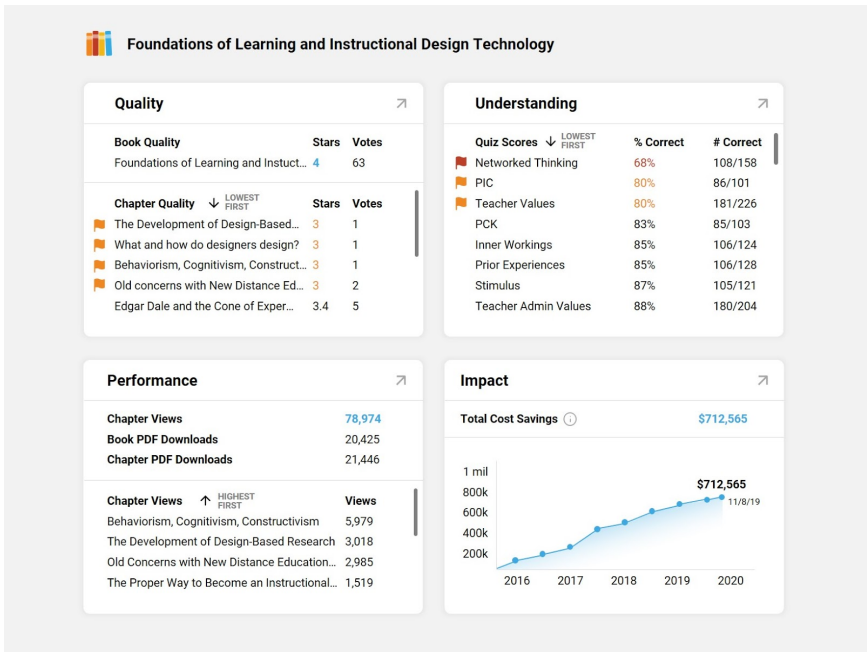 Foundations of Learning and Instructional Design Technology
Quality
Book Quality Stars Votes
Foundations of Learning and Instuct... 4 63
Chapter Quality LOWEST FIRST Stars Votes
The Development of Design-Based... 3 1
What and how do designers design? 3 1
Behaviorism, Cognitivism, Construct... 3 1
Old concerns with New Distance Ed... 3 2
Edgar Dale and the Cone of Exper... 3.4 5
Understanding
Quiz Scores LOWEST FIRST % Correct # Correct
Networked Thinking 68% 108/158
PIC 80% 86/101
Teacher Values 80% 181/226
PCK 83% 85/103
Inner Workings 85% 106/124
Prior Experiences 85% 106/128
Stimulus 87% 105/121
Teacher Admin Values 88% 180/204
Performance
Chapter Views 78,974
Book PDF Downloads 20,425
Chapter PDF Downloads 21,446
Chapter Views HIGHEST FIRST Views
Behaviorism, Cognitivism, Constructivism 5,979
The Development of Design-Based Research 3,018
Old Concerns with New Distance Education... 2,985
The Proper Way to Become an Instructional... 1,519
Impact
Total Cost Savings i $712,565
1 mil
800k
600k
400k
200k
$712,565
11/8/19
2016 2017 2018 2019 2020